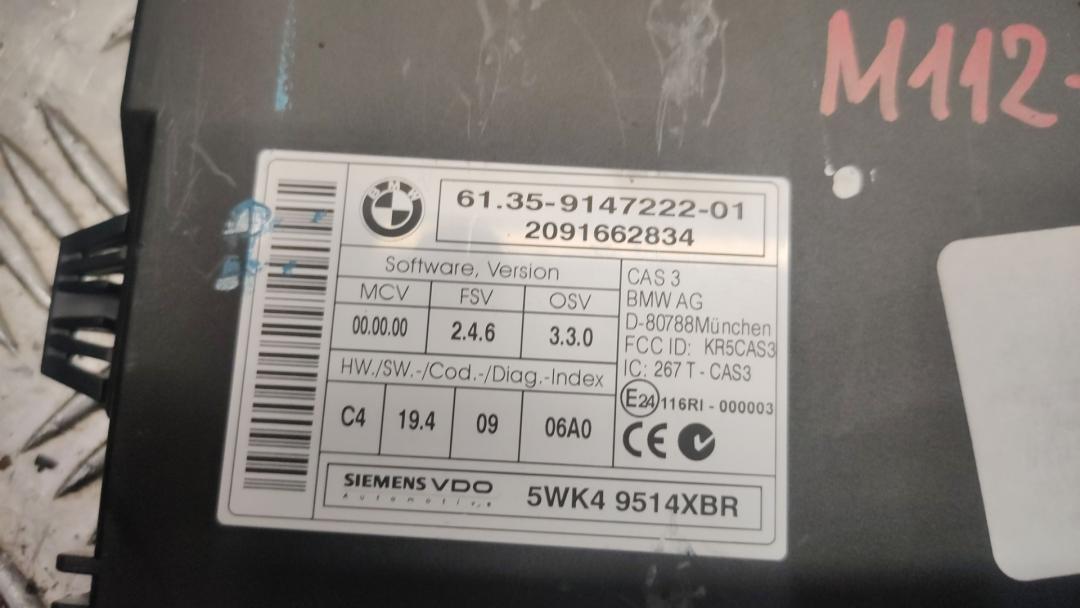 M112-
BMW
61.35-9147222-01
2091662834
Software, Version
MCV FSV OSV
00.00.00 2.4.6 3.3.0
HW./SW.-/Cod.-/Diag.-Index
C4 19.4 09 06A0
CAS 3
BMW AG
D-80788München
FCC ID: KR5CAS3
IC: 267 T - CAS3
E24 116RI - 000003
CE
SIEMENS VDO
Automotive
5WK4 9514XBR